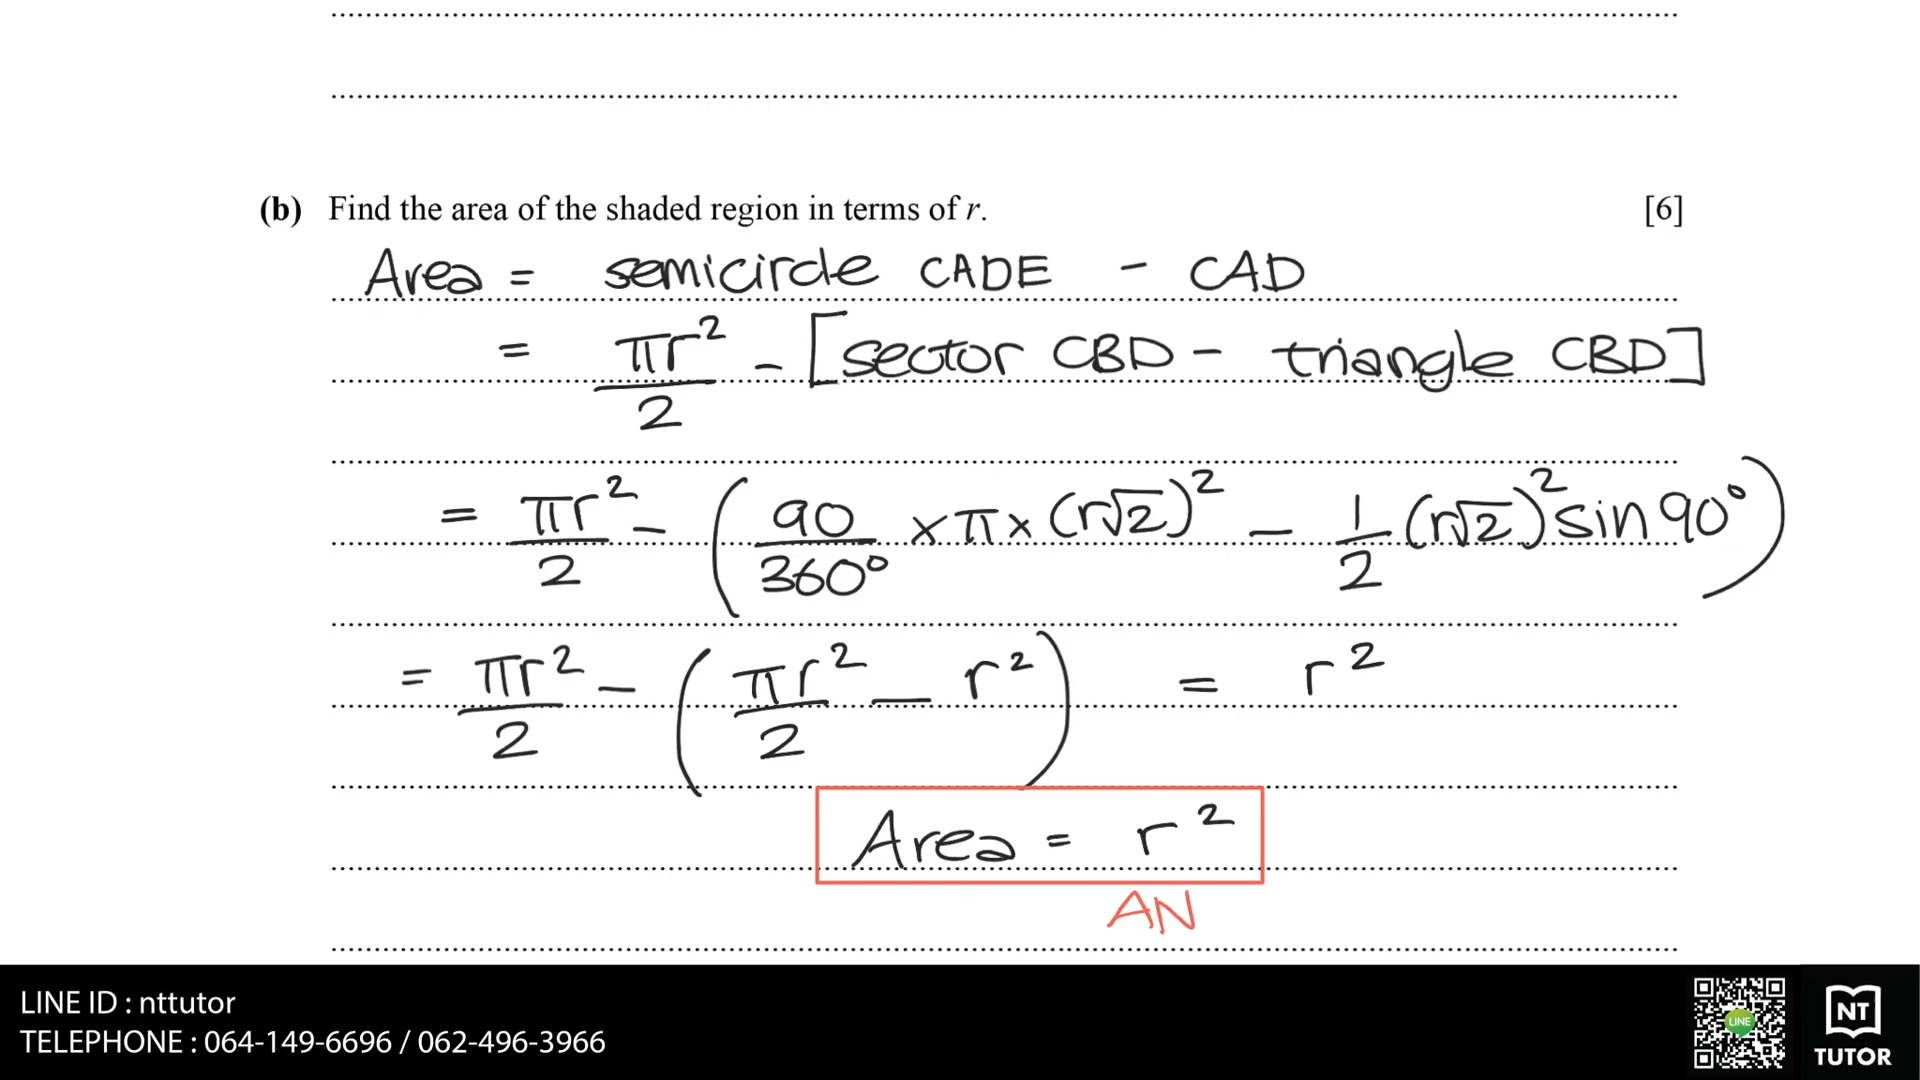 (b) Find the area of the shaded region in terms of r. [6]
Area = semicircle CADE - CAD
= πr²/2 - [sector CBD - triangle CBD]
= πr²/2 - (90/360° × π × (r√2)² - 1/2 (r√2)² sin 90°)
= πr²/2 - (πr²/2 - r²) = r²
Area = r²
AN
LINE ID : nttutor
TELEPHONE : 064-149-6696 / 062-496-3966
LINE
NT
TUTOR